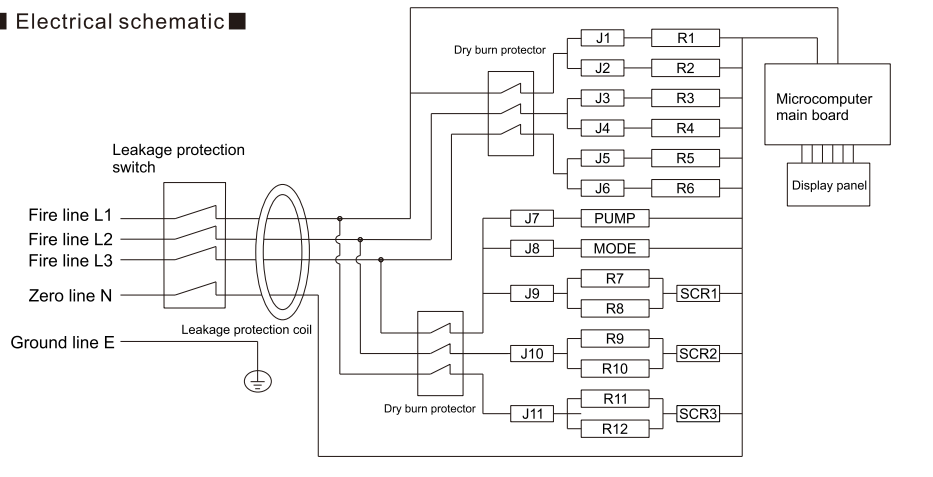 Electrical schematic
Dry burn protector
J1 R1
J2 R2
J3 R3
J4 R4
J5 R5
J6 R6
Microcomputer
main board
Display panel
Leakage protection
switch
Fire line L1
Fire line L2
Fire line L3
Zero line N
Ground line E
Leakage protection coil
J7 PUMP
J8 MODE
J9 R7 SCR1
R8
J10 R9 SCR2
R10
J11 R11 SCR3
R12
Dry burn protector